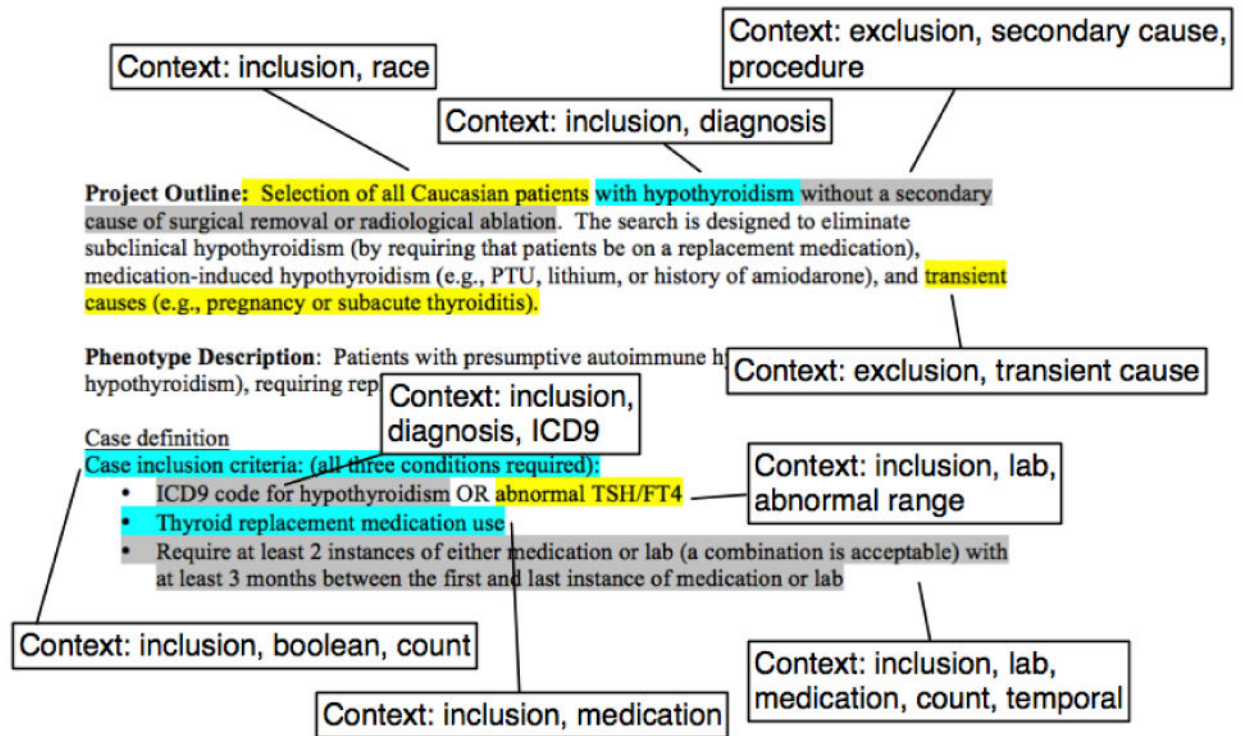 Context: exclusion, secondary cause,
procedure
Context: inclusion, race
Context: inclusion, diagnosis
Project Outline: Selection of all Caucasian patients with hypothyroidism without a secondary
cause of surgical removal or radiological ablation. The search is designed to eliminate
subclinical hypothyroidism (by requiring that patients be on a replacement medication),
medication-induced hypothyroidism (e.g., PTU, lithium, or history of amiodarone), and transient
causes (e.g., pregnancy or subacute thyroiditis).
Phenotype Description: Patients with presumptive autoimmune
Context: exclusion, transient cause
hypothyroidism), requiring
Context: inclusion,
diagnosis, ICD9
Case definition
Case inclusion criteria: (all three conditions required):
Context: inclusion, lab,
abnormal range
• ICD9 code for hypothyroidism OR abnormal TSH/FT4
• Thyroid replacement medication use
• Require at least 2 instances of either medication or lab (a combination is acceptable) with
at least 3 months between the first and last instance of medication or lab
Context: inclusion, boolean, count
Context: inclusion, lab,
medication, count, temporal
Context: inclusion, medication